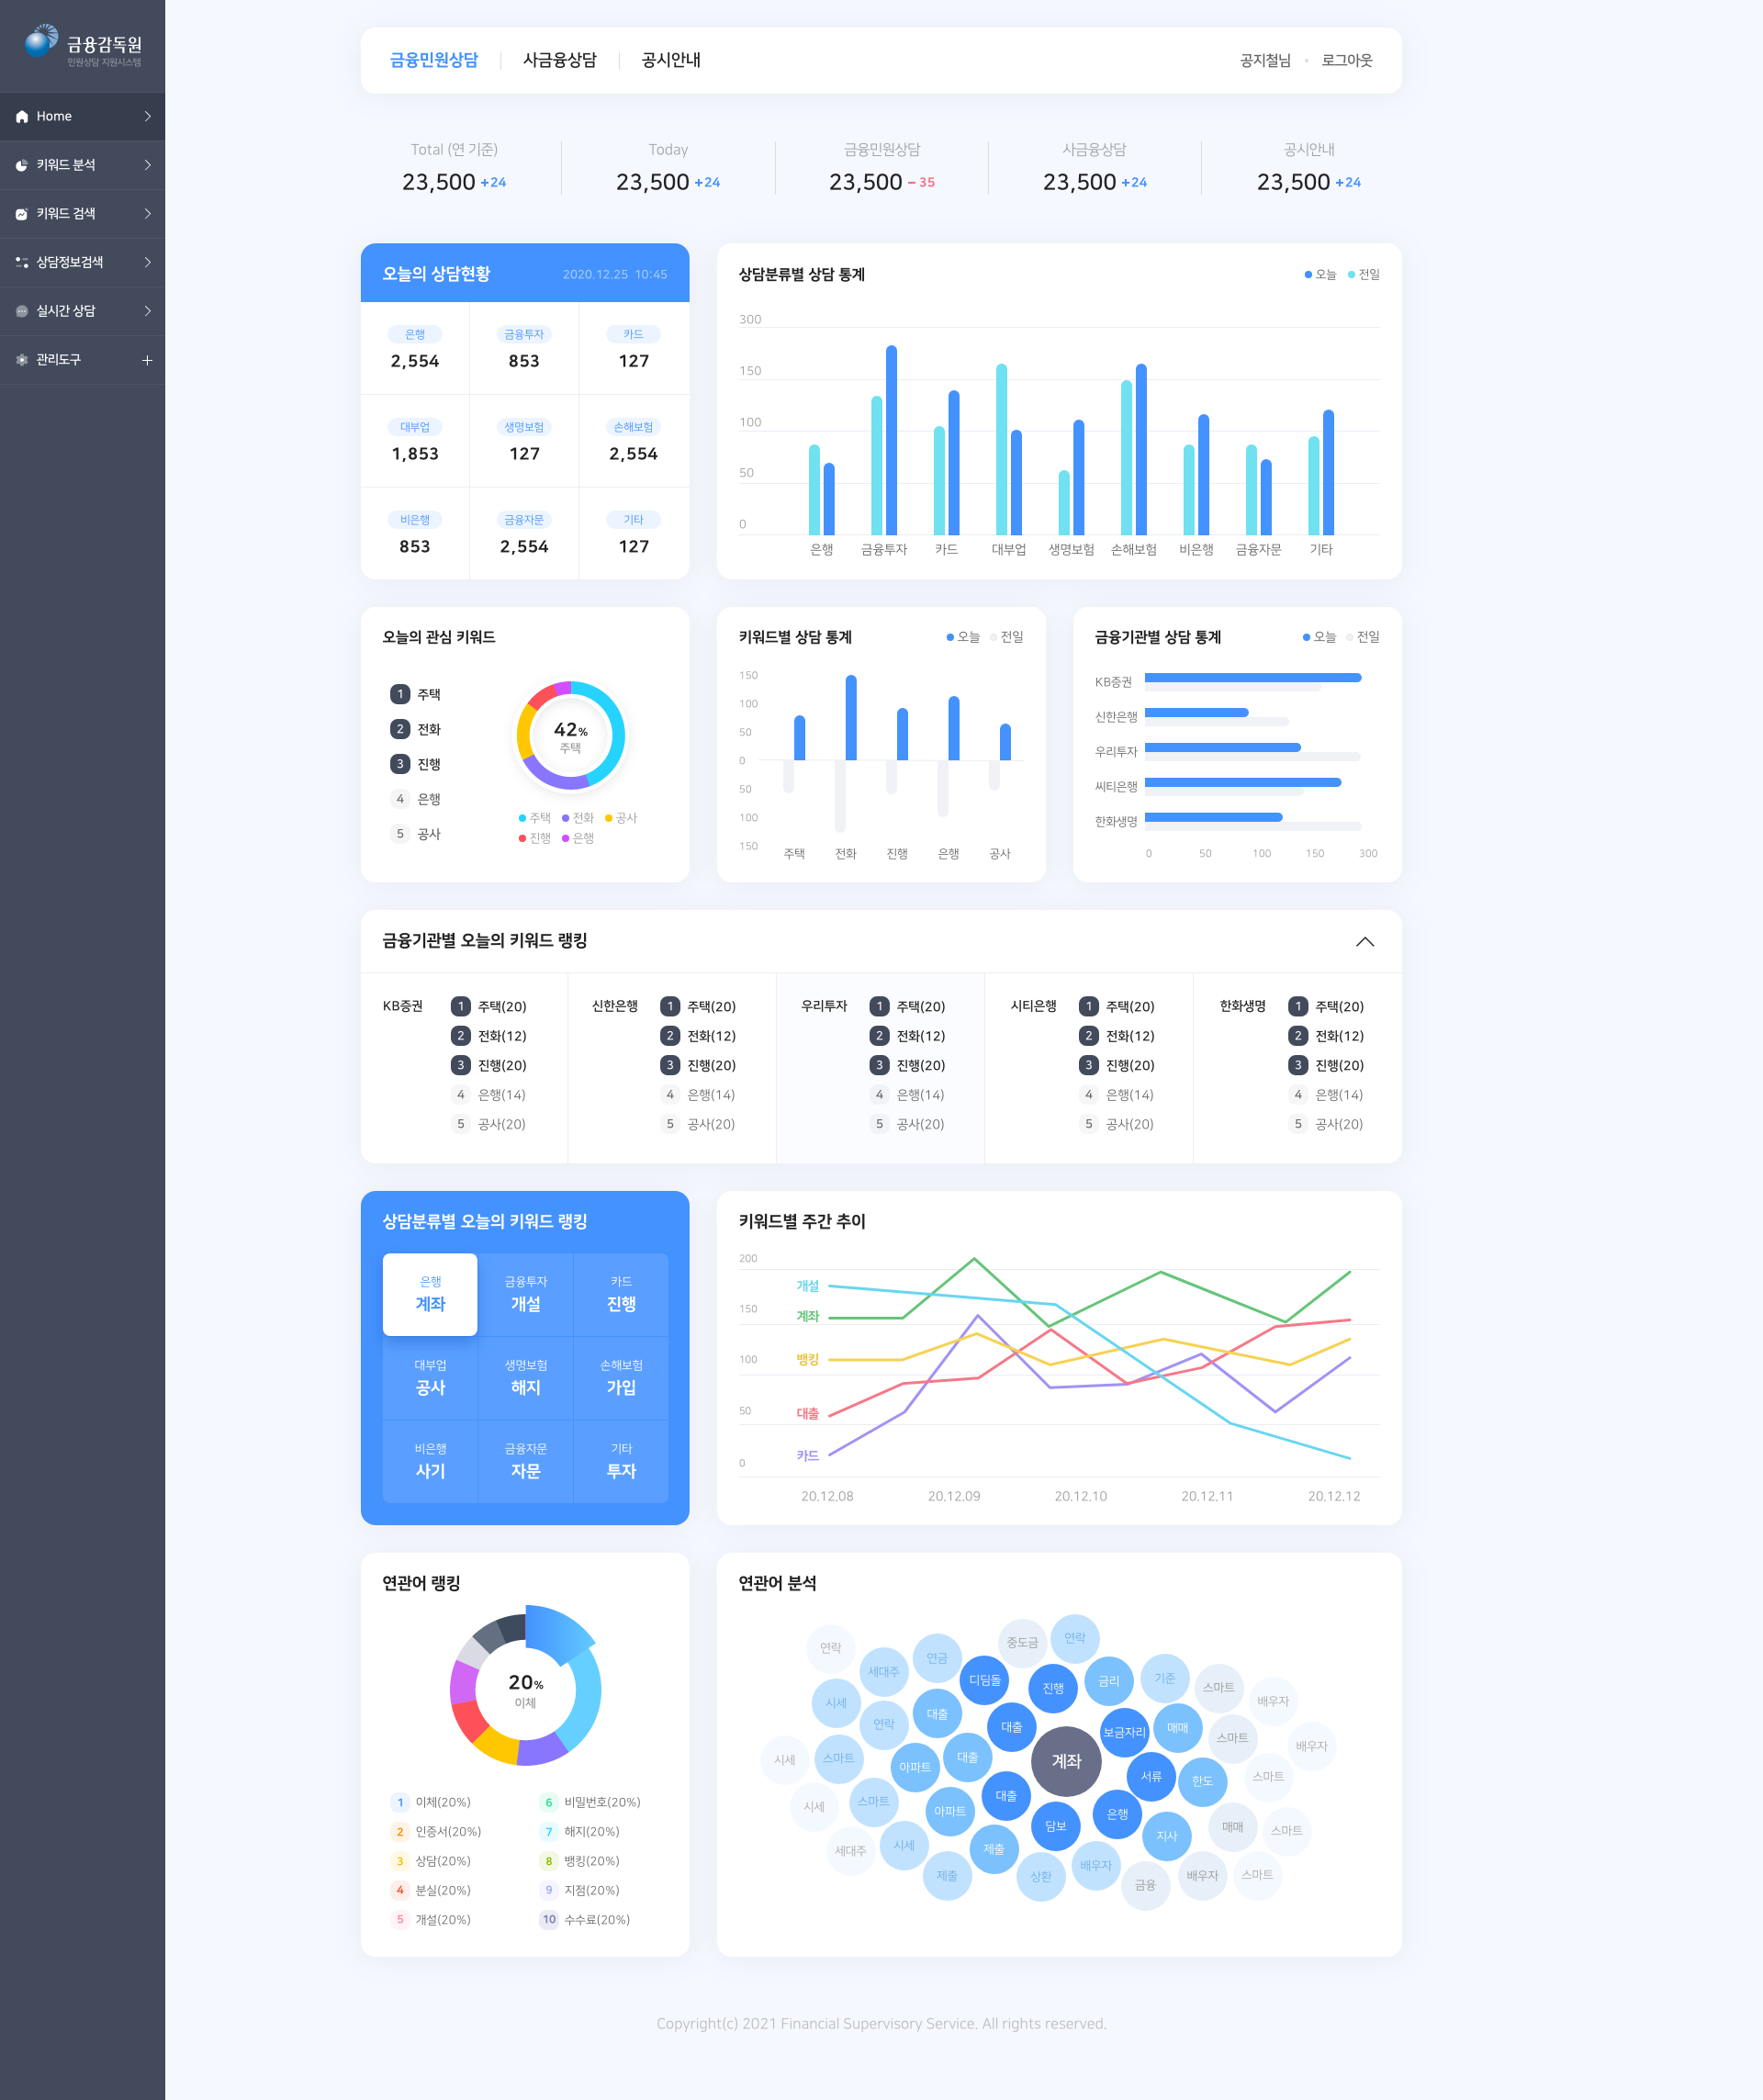 금융감독원
민원상담 지원시스템
Home
키워드 분석
키워드 검색
상담정보검색
실시간 상담
관리도구
금융민원상담 사금융상담 공시안내
공지철님 로그아웃
Total (연 기준) Today 금융민원상담 사금융상담 공시안내
23,500 +24 23,500 +24 23,500 − 35 23,500 +24 23,500 +24
오늘의 상담현황 2020.12.25 10:45
은행 금융투자 카드
2,554 853 127
대부업 생명보험 손해보험
1,853 127 2,554
비은행 금융자문 기타
853 2,554 127
상담분류별 상담 통계 오늘 전일
300
150
100
50
0
은행 금융투자 카드 대부업 생명보험 손해보험 비은행 금융자문 기타
오늘의 관심 키워드
1 주택
2 전화
3 진행
4 은행
5 공사
42%
주택
주택 전화 공사
진행 은행
키워드별 상담 통계 오늘 전일
150
100
50
0
50
100
150
주택 전화 진행 은행 공사
금융기관별 상담 통계 오늘 전일
KB증권
신한은행
우리투자
씨티은행
한화생명
0 50 100 150 300
금융기관별 오늘의 키워드 랭킹
KB증권
1 주택(20)
2 전화(12)
3 진행(20)
4 은행(14)
5 공사(20)
신한은행
1 주택(20)
2 전화(12)
3 진행(20)
4 은행(14)
5 공사(20)
우리투자
1 주택(20)
2 전화(12)
3 진행(20)
4 은행(14)
5 공사(20)
시티은행
1 주택(20)
2 전화(12)
3 진행(20)
4 은행(14)
5 공사(20)
한화생명
1 주택(20)
2 전화(12)
3 진행(20)
4 은행(14)
5 공사(20)
상담분류별 오늘의 키워드 랭킹
은행 금융투자 카드
계좌 개설 진행
대부업 생명보험 손해보험
공사 해지 가입
비은행 금융자문 기타
사기 자문 투자
키워드별 주간 추이
200
150
100
50
0
개설
계좌
뱅킹
대출
카드
20.12.08 20.12.09 20.12.10 20.12.11 20.12.12
연관어 랭킹
20%
이체
1 이체(20%)
2 인증서(20%)
3 상담(20%)
4 분실(20%)
5 개설(20%)
6 비밀번호(20%)
7 해지(20%)
8 뱅킹(20%)
9 지점(20%)
10 수수료(20%)
연관어 분석
연락 중도금 연락
세대주 연금 디딤돌 진행 금리 기준 스마트 배우자
시세 연락 대출 대출 보금자리 매매 스마트 배우자
시세 스마트 아파트 대출 계좌 서류 한도 스마트
시세 스마트 아파트 대출 담보 은행 지사 매매 스마트
세대주 시세 제출 제출 상환 배우자 금융 배우자 스마트
Copyright(c) 2021 Financial Supervisory Service. All rights reserved.